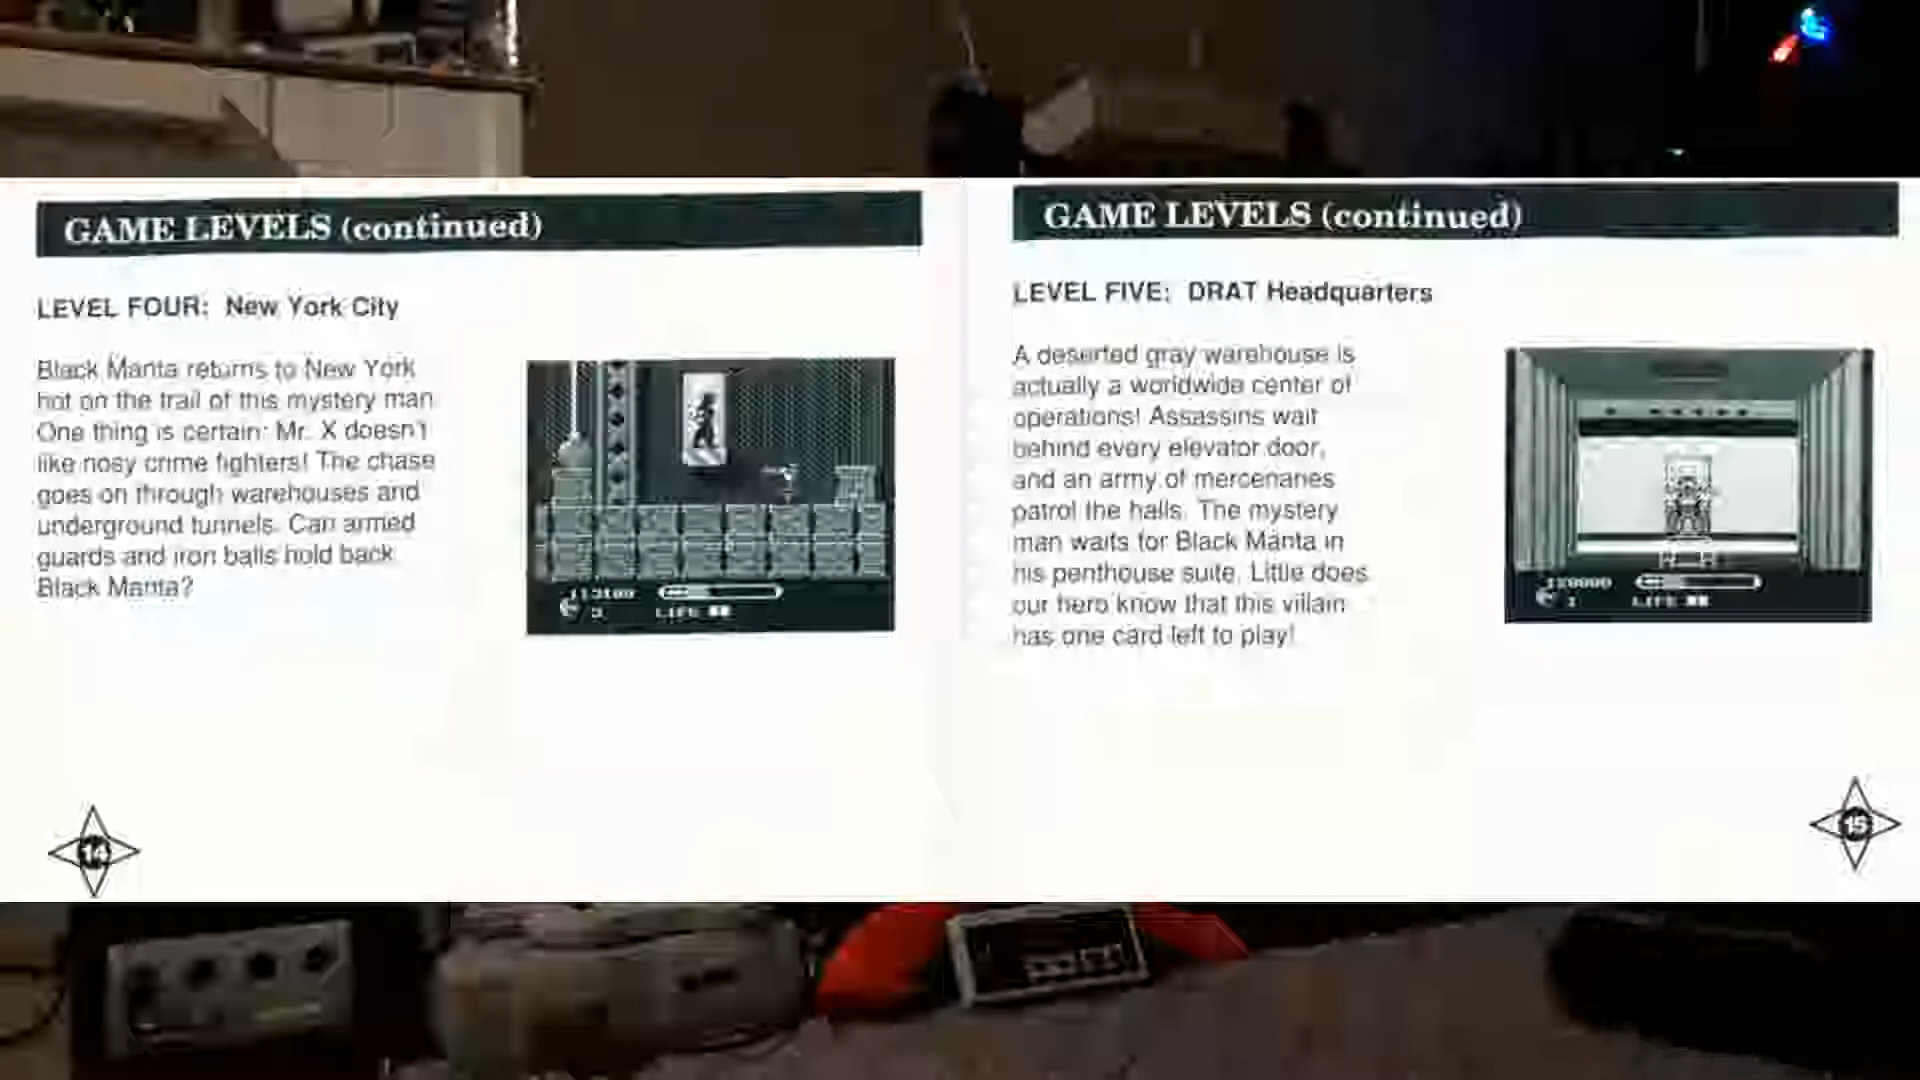 GAME LEVELS (continued)
LEVEL FOUR: New York City
Black Manta returns to New York
hot on the trail of this mystery man.
One thing is certain: Mr. X doesn't
like nosy crime fighters! The chase
goes on through warehouses and
underground tunnels. Can armed
guards and iron balls hold back
Black Manta?
LIFE
14
GAME LEVELS (continued)
LEVEL FIVE: DRAT Headquarters
A deserted gray warehouse is
actually a worldwide center of
operations! Assassins wait
behind every elevator door,
and an army of mercenaries
patrol the halls. The mystery
man waits for Black Manta in
his penthouse suite. Little does
our hero know that this villain
has one card left to play!
LIFE
15